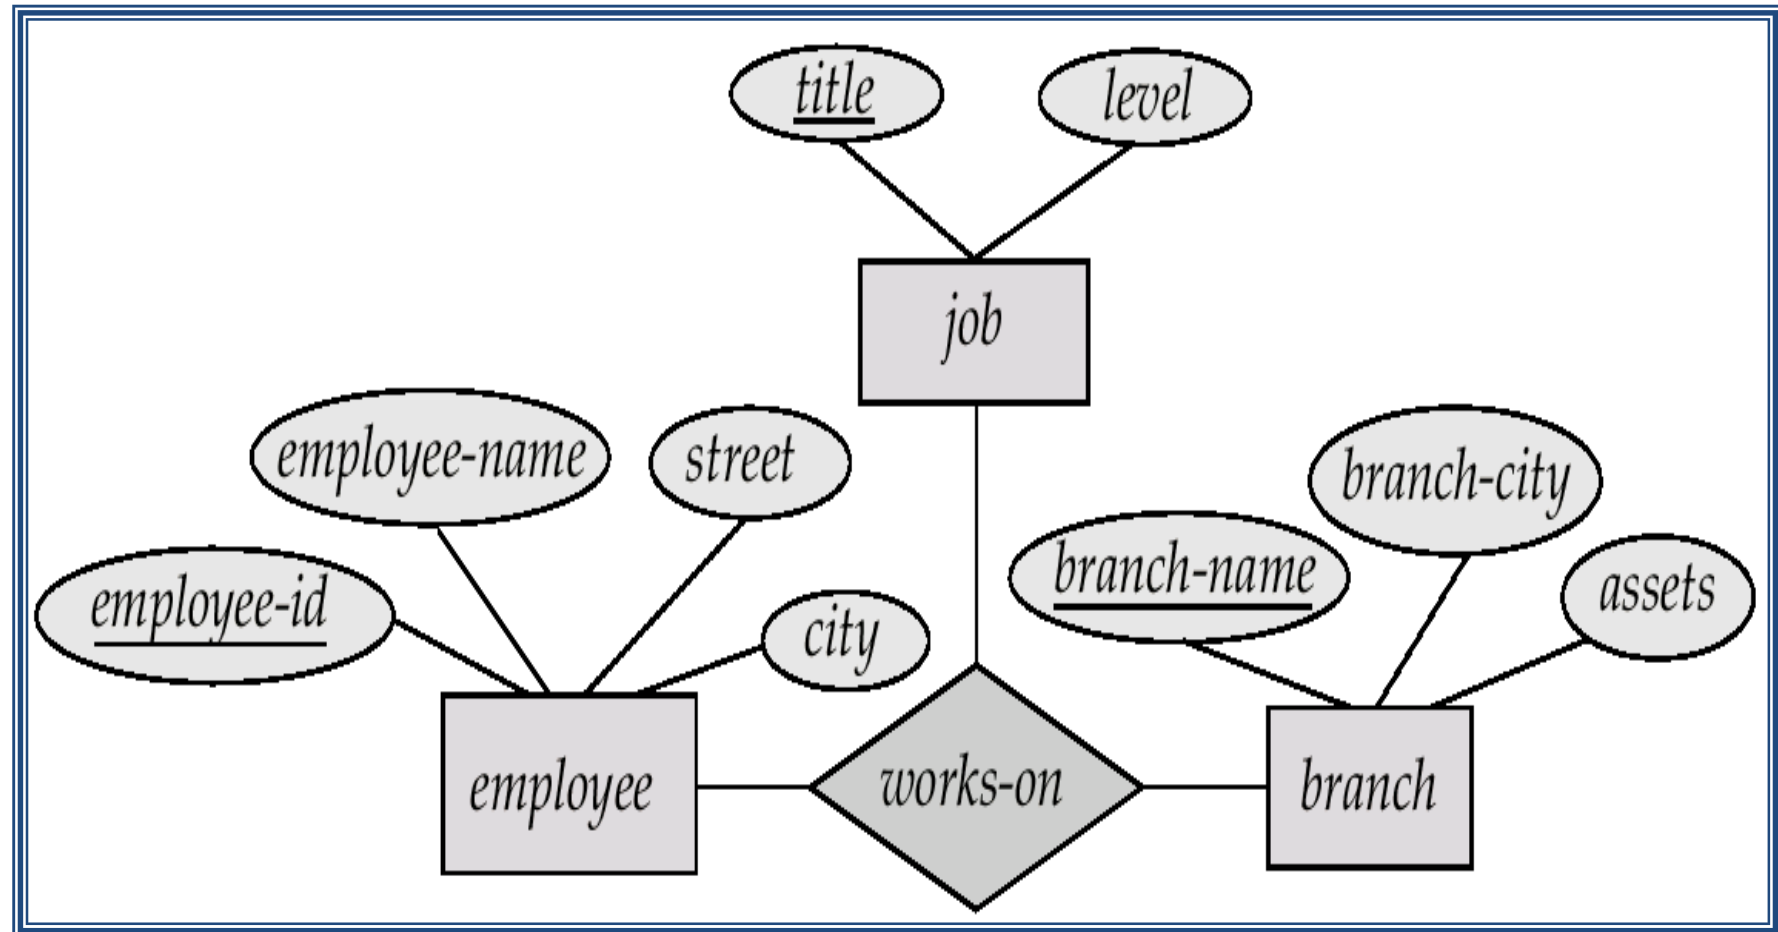 title
level
job
employee-name
street
branch-city
employee-id
city
branch-name
assets
employee
works-on
branch